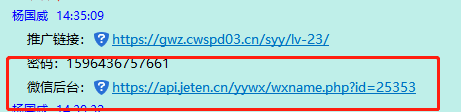 杨国威 14:35:09
推广链接：https://gwz.cwspd03.cn/syy/lv-23/
密码：1596436757661
微信后台：https://api.jeten.cn/yywx/wxname.php?id=25353